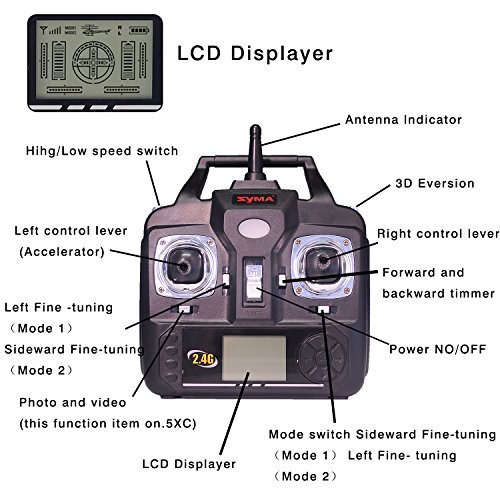 MODE1
MODE2
H
L
LCD Displayer
Antenna Indicator
Hihg/Low speed switch
3D Eversion
SYMA
Left control lever
(Accelerator)
Right control lever
Forward and
backward timmer
Left Fine -tuning
(Mode 1)
Sideward Fine-tuning
(Mode 2)
Power NO/OFF
2.4G
Photo and video
(this function item on.5XC)
Mode switch Sideward Fine-tuning
(Mode 1) Left Fine- tuning
(Mode 2)
LCD Displayer